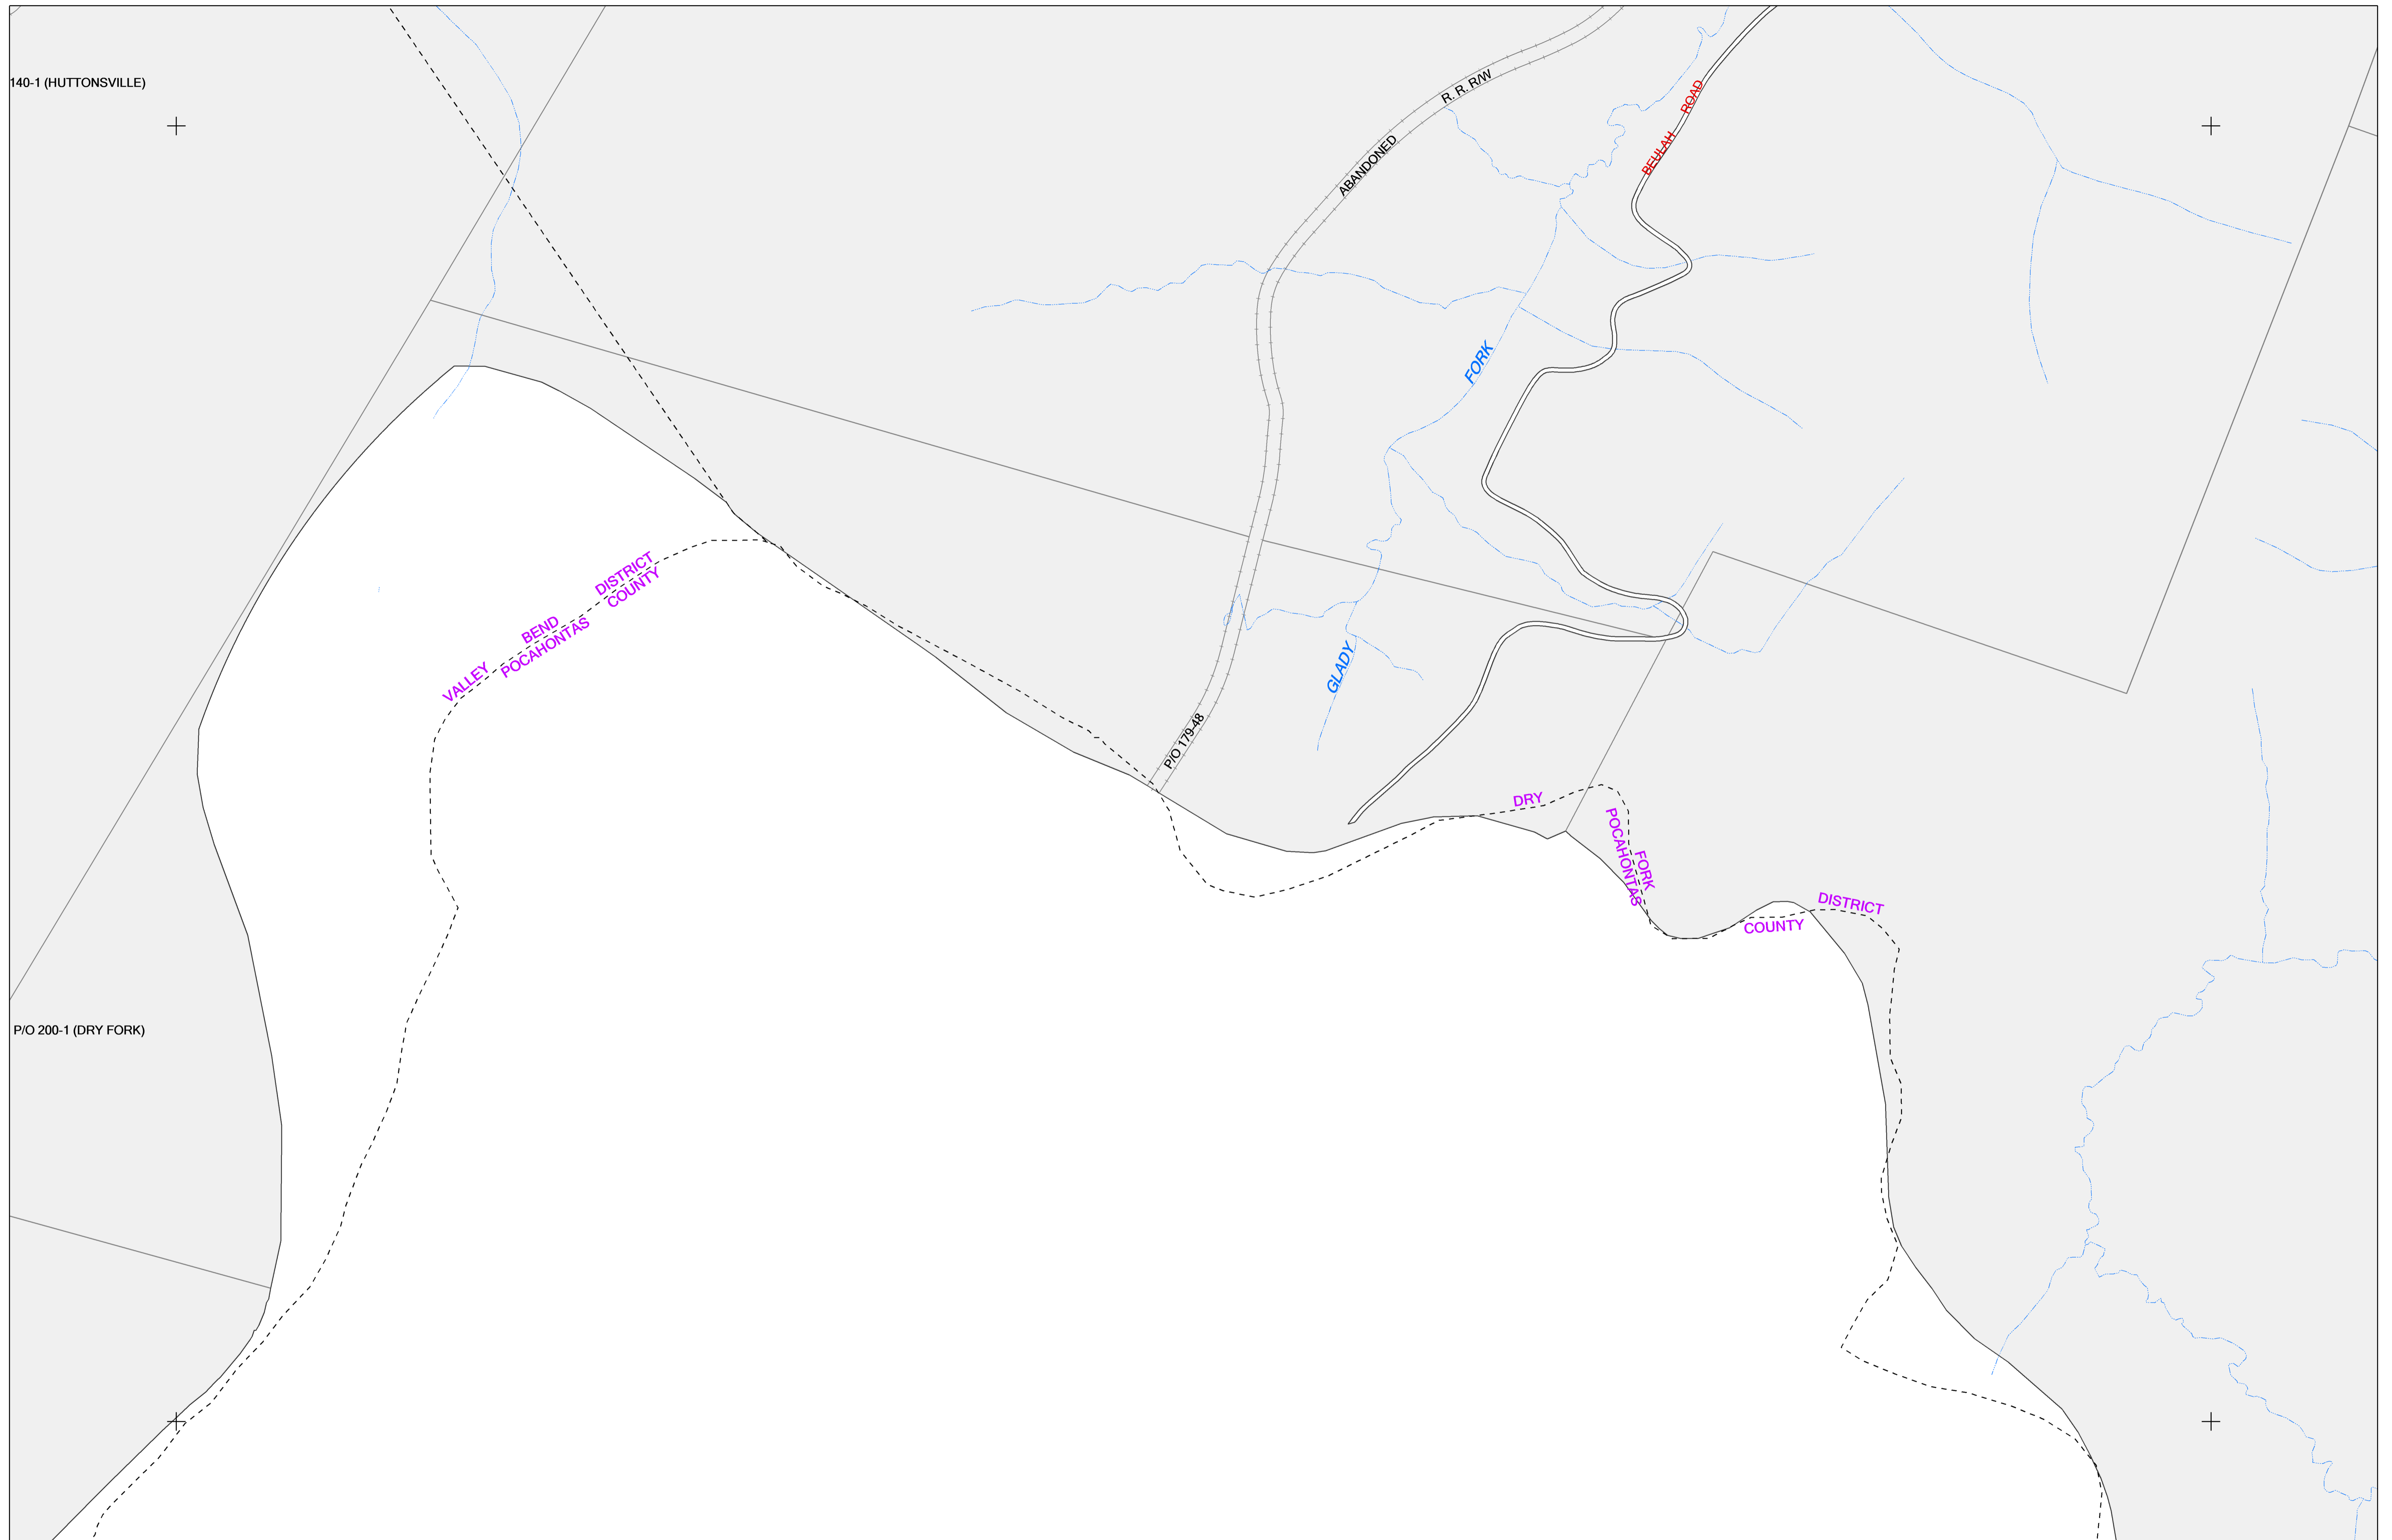 140-1 (HUTTONSVILLE)
R. R. R/W
ABANDONED
BEULAH ROAD
FORK
GLADY
VALLEY BEND DISTRICT
POCAHONTAS COUNTY
P/O 179-48
DRY FORK DISTRICT
POCAHONTAS COUNTY
P/O 200-1 (DRY FORK)